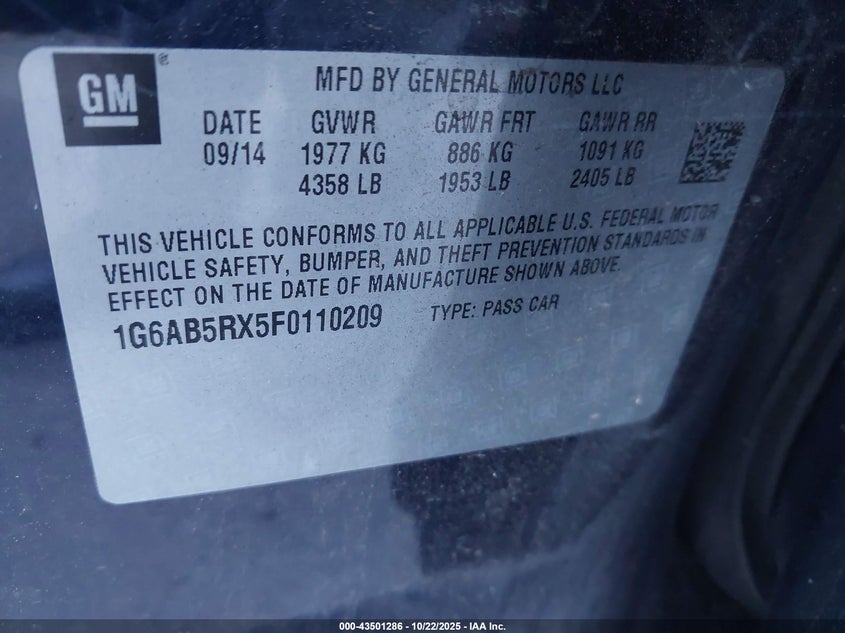 GM
MFD BY GENERAL MOTORS LLC
DATE GVWR GAWR FRT GAWR RR
09/14 1977 KG 886 KG 1091 KG
4358 LB 1953 LB 2405 LB
THIS VEHICLE CONFORMS TO ALL APPLICABLE U.S. FEDERAL MOTOR
VEHICLE SAFETY, BUMPER, AND THEFT PREVENTION STANDARDS IN
EFFECT ON THE DATE OF MANUFACTURE SHOWN ABOVE.
1G6AB5RX5F0110209 TYPE: PASS CAR
000-43501286 - 10/22/2025 - IAA Inc.